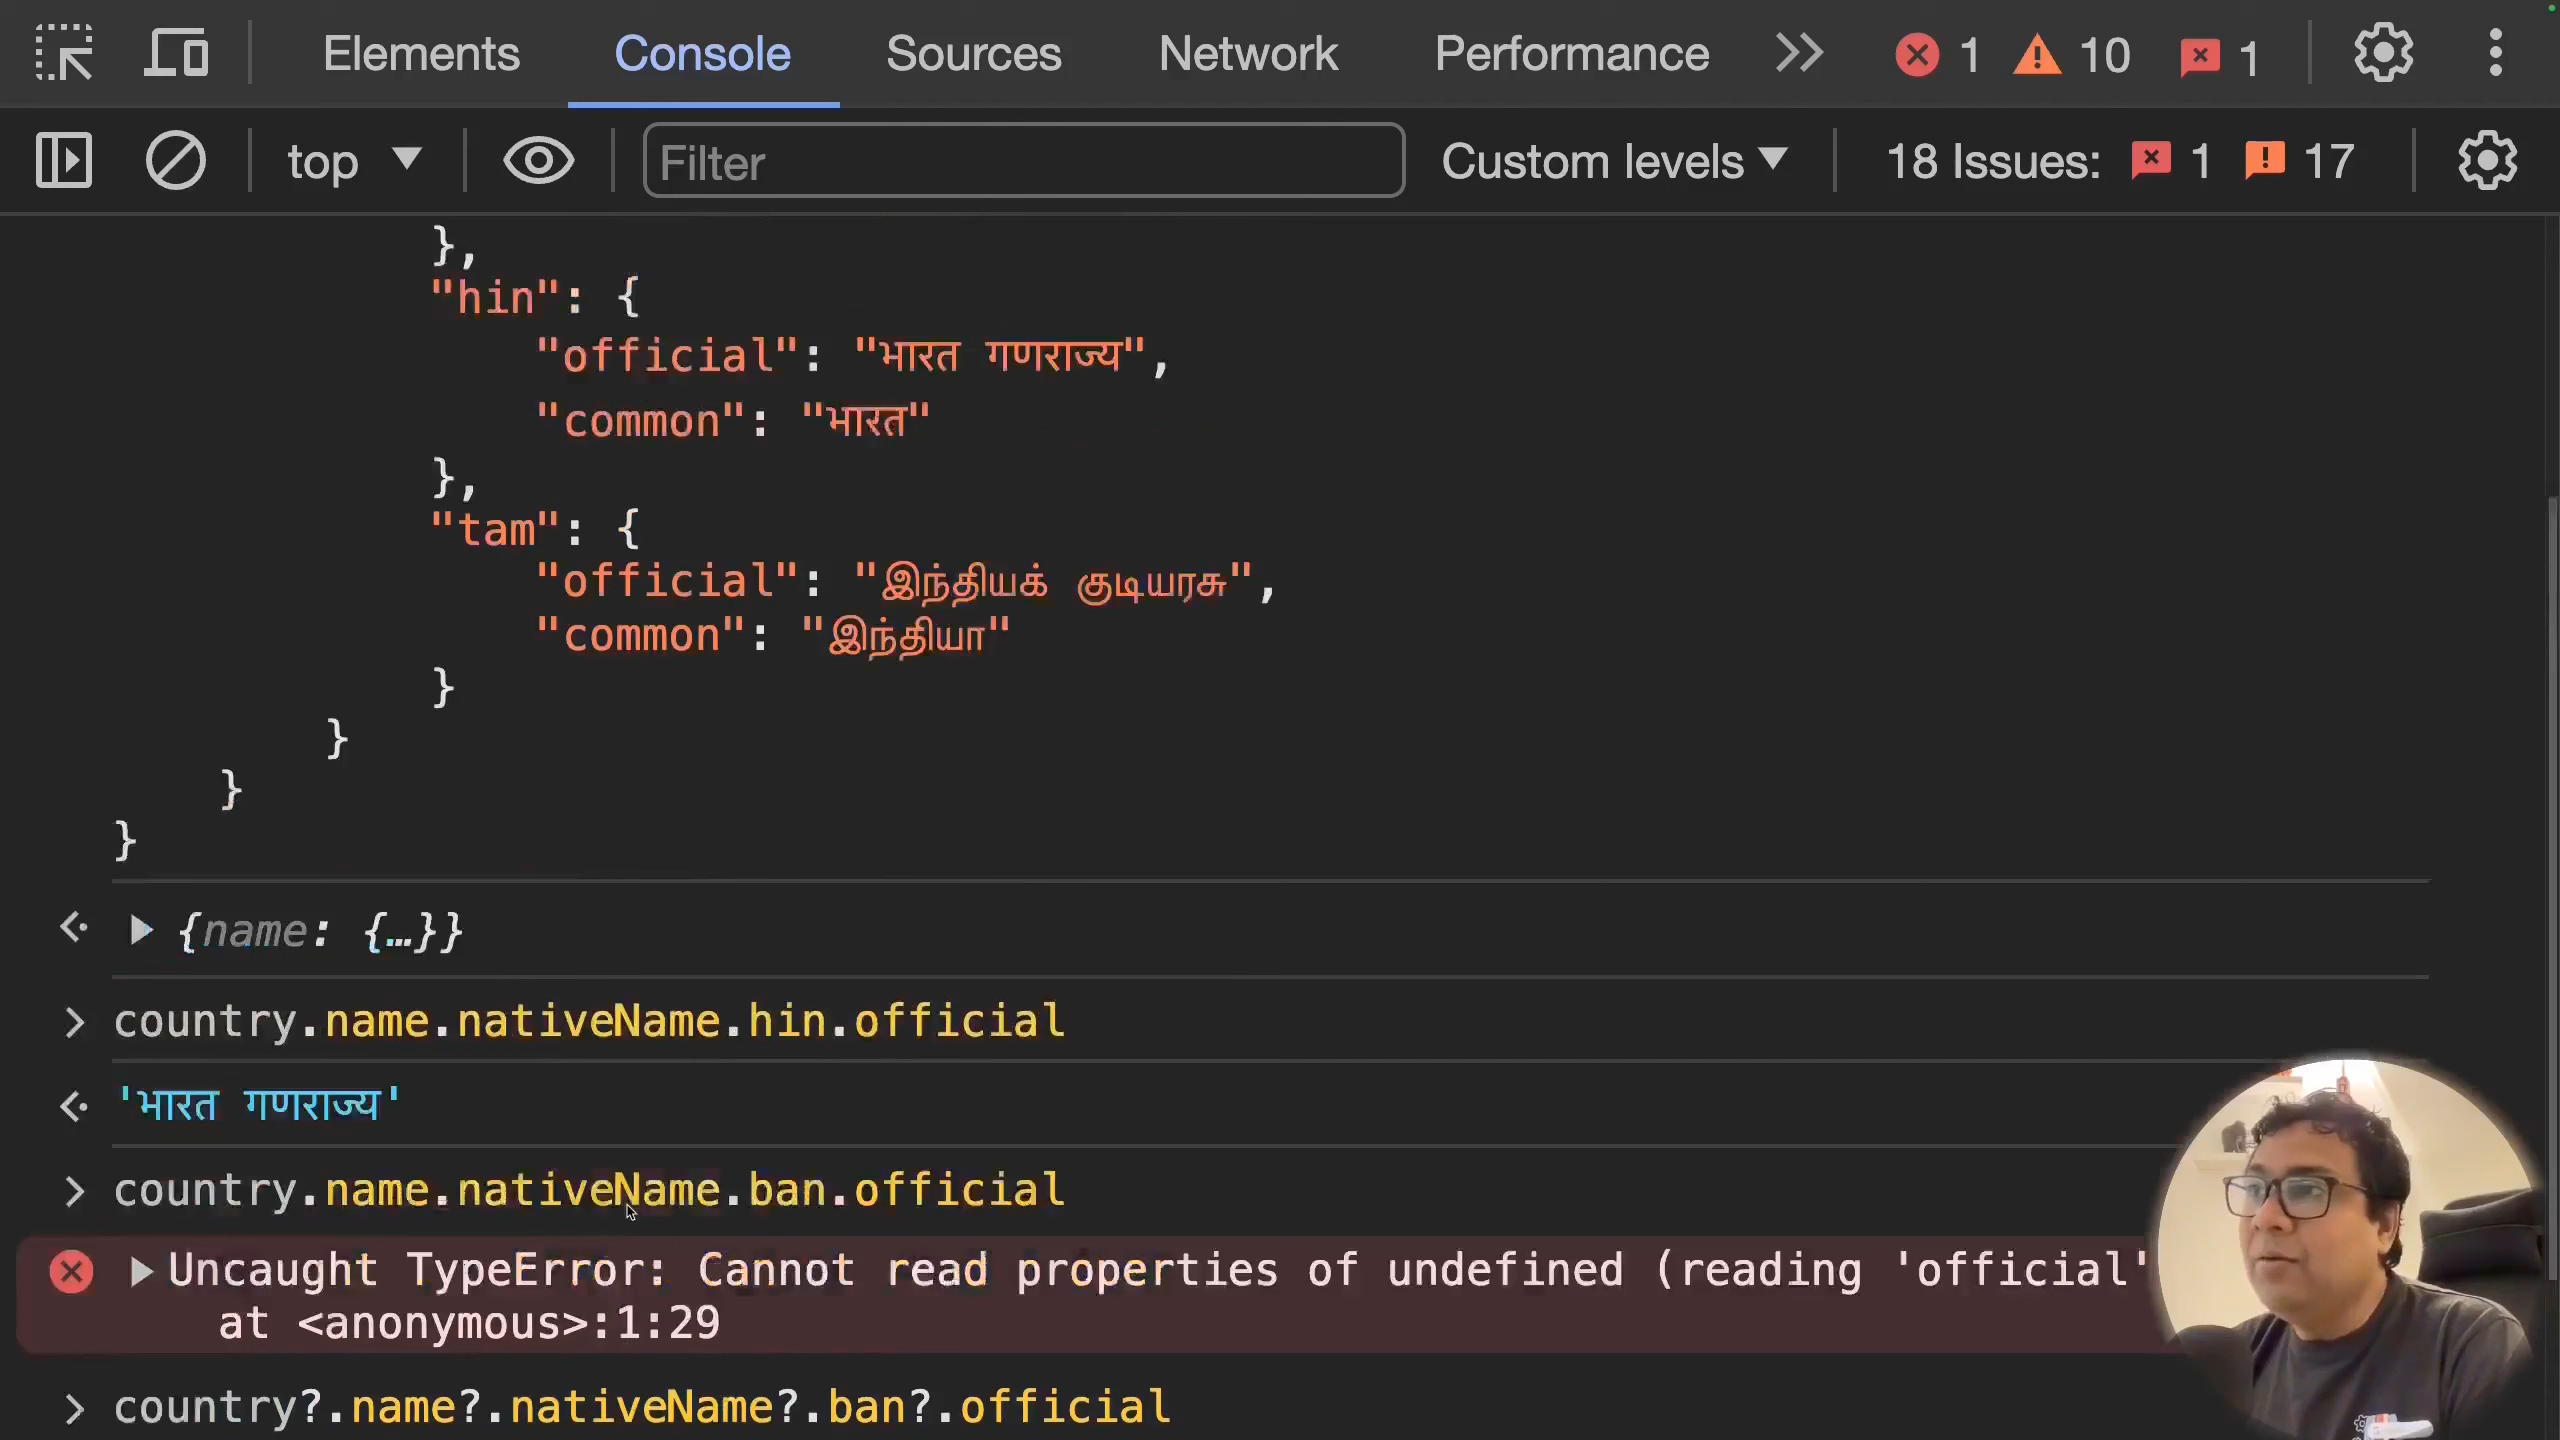 Elements Console Sources Network Performance 1 10 1
top Filter Custom levels 18 Issues: 1 17
},
"hin": {
"official": "भारत गणराज्य",
"common": "भारत"
},
"tam": {
"official": "இந்தியக் குடியரசு",
"common": "இந்தியா"
}
}
}
}
{name: {…}}
country.name.nativeName.hin.official
'भारत गणराज्य'
country.name.nativeName.ban.official
Uncaught TypeError: Cannot read properties of undefined (reading 'official'
at <anonymous>:1:29
country?.name?.nativeName?.ban?.official